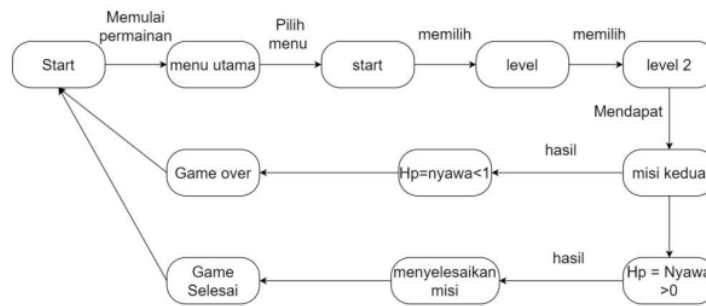 Memulai
permainan
Pilih
menu
memilih
memilih
Start
menu utama
start
level
level 2
Mendapat
hasil
Game over
Hp=nyawa<1
misi kedua
hasil
Game
Selesai
menyelesaikan
misi
Hp = Nyawa
>0